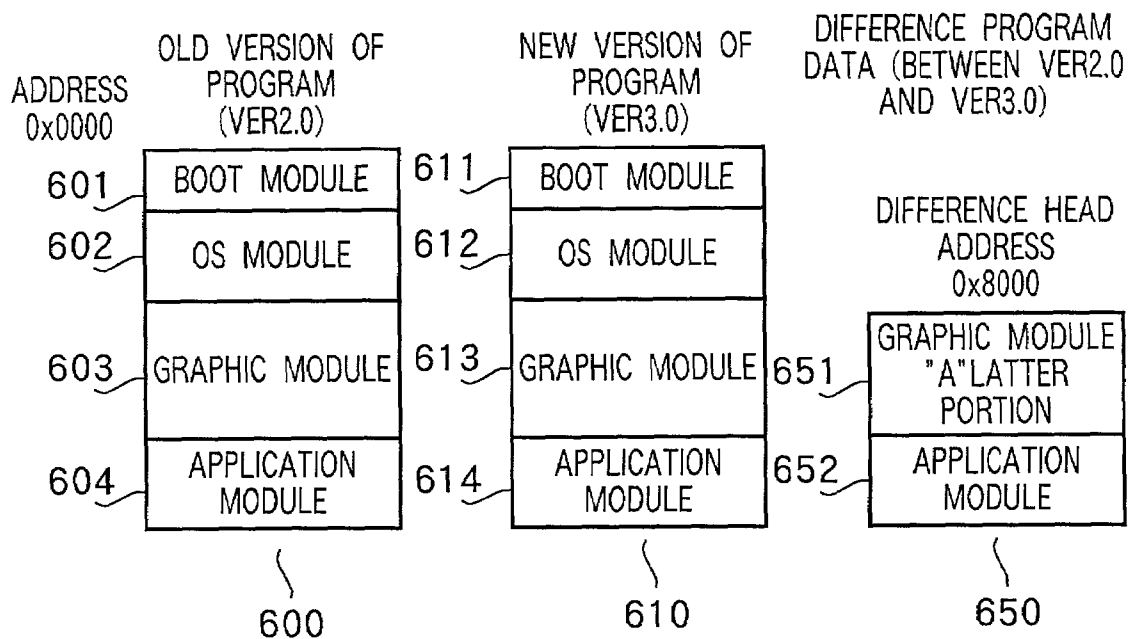 ADDRESS
0x0000
OLD VERSION OF
PROGRAM
(VER2.0)
601
BOOT MODULE
602
OS MODULE
603
GRAPHIC MODULE
604
APPLICATION
MODULE
600
NEW VERSION OF
PROGRAM
(VER3.0)
611
BOOT MODULE
612
OS MODULE
613
GRAPHIC MODULE
614
APPLICATION
MODULE
610
DIFFERENCE PROGRAM
DATA (BETWEEN VER2.0
AND VER3.0)
DIFFERENCE HEAD
ADDRESS
0x8000
651
GRAPHIC MODULE
"A"LATTER
PORTION
652
APPLICATION
MODULE
650